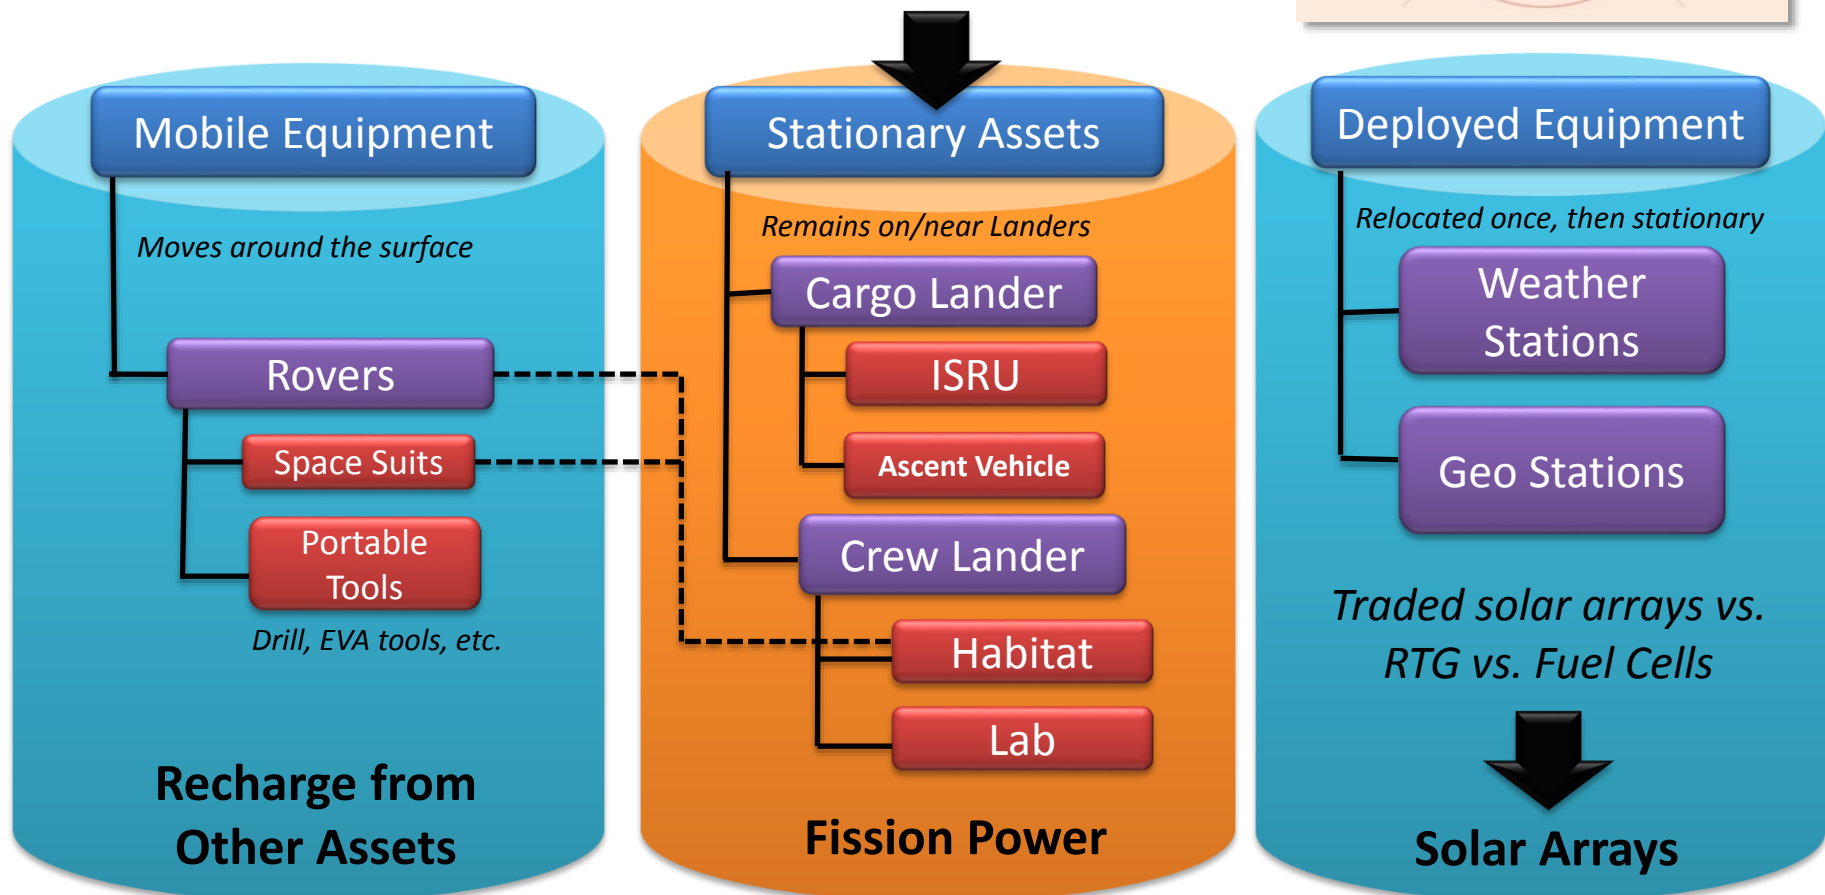 Mobile Equipment
Moves around the surface
Rovers
Space Suits
Portable
Tools
Drill, EVA tools, etc.
Recharge from
Other Assets
Stationary Assets
Remains on/near Landers
Cargo Lander
ISRU
Ascent Vehicle
Crew Lander
Habitat
Lab
Fission Power
Deployed Equipment
Relocated once, then stationary
Weather
Stations
Geo Stations
Traded solar arrays vs.
RTG vs. Fuel Cells
Solar Arrays